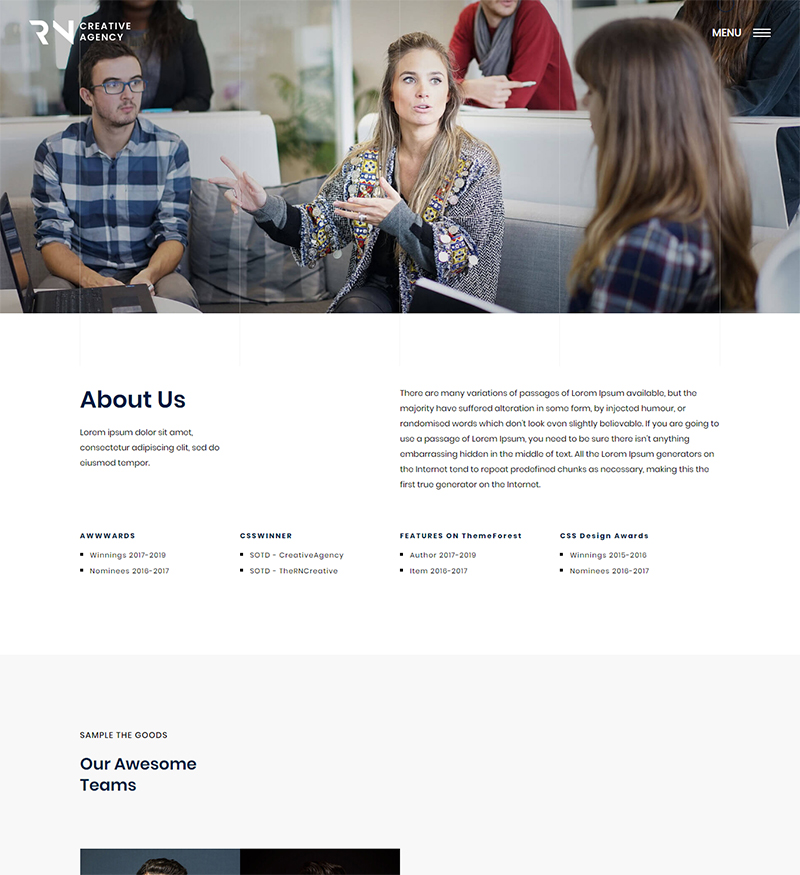 RN CREATIVE
AGENCY
MENU
About Us
Lorem ipsum dolor sit amet,
consectetur adipiscing elit, sed do
eiusmod tempor.
There are many variations of passages of Lorem Ipsum available, but the
majority have suffered alteration in some form, by injected humour, or
randomised words which don't look even slightly believable. If you are going to
use a passage of Lorem Ipsum, you need to be sure there isn't anything
embarrassing hidden in the middle of text. All the Lorem Ipsum generators on
the Internet tend to repeat predefined chunks as necessary, making this the
first true generator on the Internet.
AWWWARDS
Winnings 2017-2019
Nominees 2016-2017
CSSWINNER
SOTD - CreativeAgency
SOTD - TheRNCreative
FEATURES ON ThemeForest
Author 2017-2019
Item 2016-2017
CSS Design Awards
Winnings 2015-2016
Nominees 2016-2017
SAMPLE THE GOODS
Our Awesome
Teams